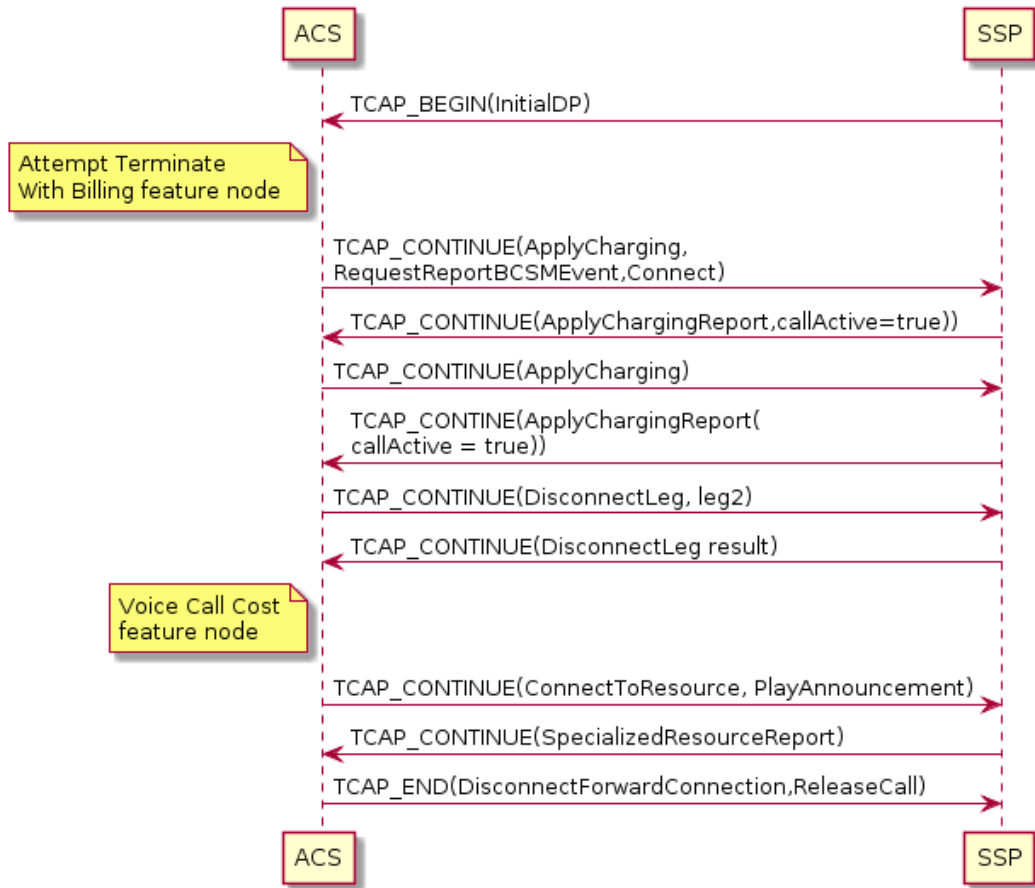 ACS
SSP
TCAP_BEGIN(InitialDP)
Attempt Terminate
With Billing feature node
TCAP_CONTINUE(ApplyCharging,
RequestReportBCSMEvent,Connect)
TCAP_CONTINUE(ApplyChargingReport,callActive=true))
TCAP_CONTINUE(ApplyCharging)
TCAP_CONTINE(ApplyChargingReport(
callActive = true))
TCAP_CONTINUE(DisconnectLeg, leg2)
TCAP_CONTINUE(DisconnectLeg result)
Voice Call Cost
feature node
TCAP_CONTINUE(ConnectToResource, PlayAnnouncement)
TCAP_CONTINUE(SpecializedResourceReport)
TCAP_END(DisconnectForwardConnection,ReleaseCall)
ACS
SSP